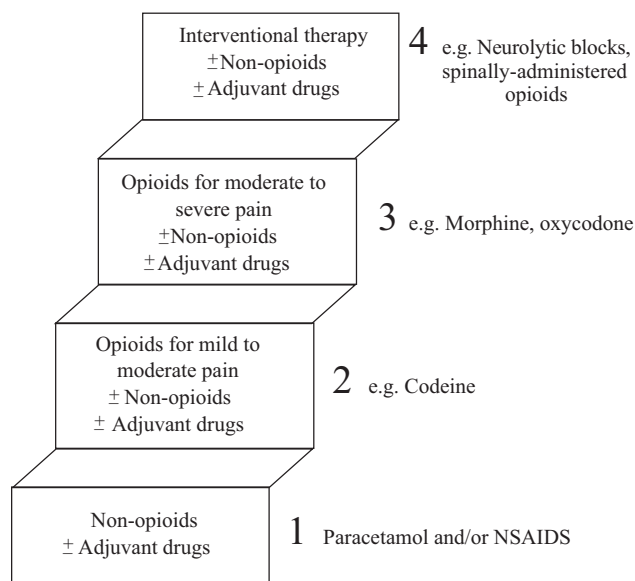 Interventional therapy
±Non-opioids
± Adjuvant drugs
4 e.g. Neurolytic blocks,
spinally-administered
opioids
Opioids for moderate to
severe pain
±Non-opioids
±Adjuvant drugs
3 e.g. Morphine, oxycodone
Opioids for mild to
moderate pain
± Non-opioids
± Adjuvant drugs
2 e.g. Codeine
Non-opioids
± Adjuvant drugs
1 Paracetamol and/or NSAIDS